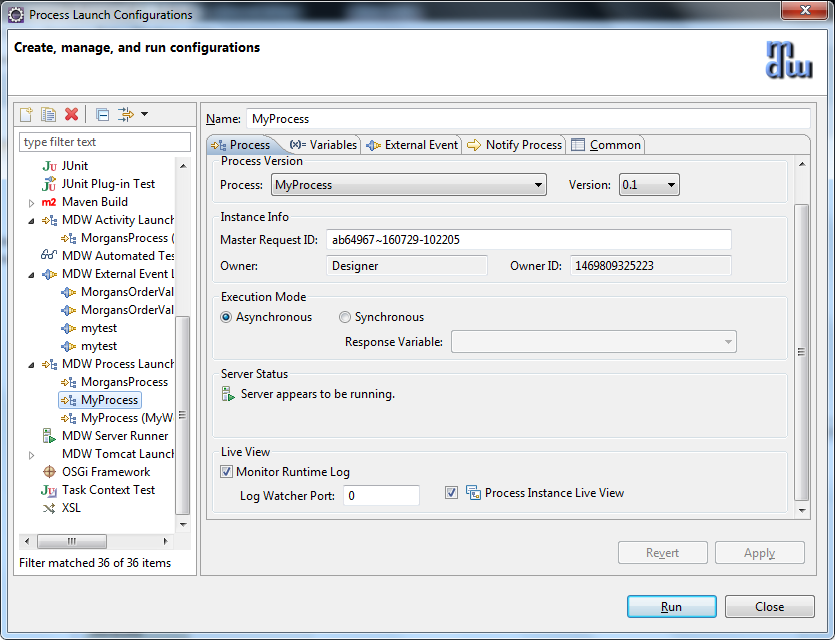 Process Launch Configurations
Create, manage, and run configurations
mdw
type filter text
JUnit
JUnit Plug-in Test
Maven Build
MDW Activity Launch
MorgansProcess (
MDW Automated Tes
MDW External Event L
MorgansOrderVal
MorgansOrderVal
mytest
mytest
MDW Process Launch
MorgansProcess
MyProcess
MyProcess (MyW
MDW Server Runner
MDW Tomcat Launch
OSGi Framework
Task Context Test
XSL
Filter matched 36 of 36 items
Name: MyProcess
Process (x)= Variables External Event Notify Process Common
Process Version
Process: MyProcess Version: 0.1
Instance Info
Master Request ID: ab64967~160729-102205
Owner: Designer Owner ID: 1469809325223
Execution Mode
Asynchronous Synchronous
Response Variable:
Server Status
Server appears to be running.
Live View
Monitor Runtime Log
Log Watcher Port: 0 Process Instance Live View
Revert Apply
Run Close